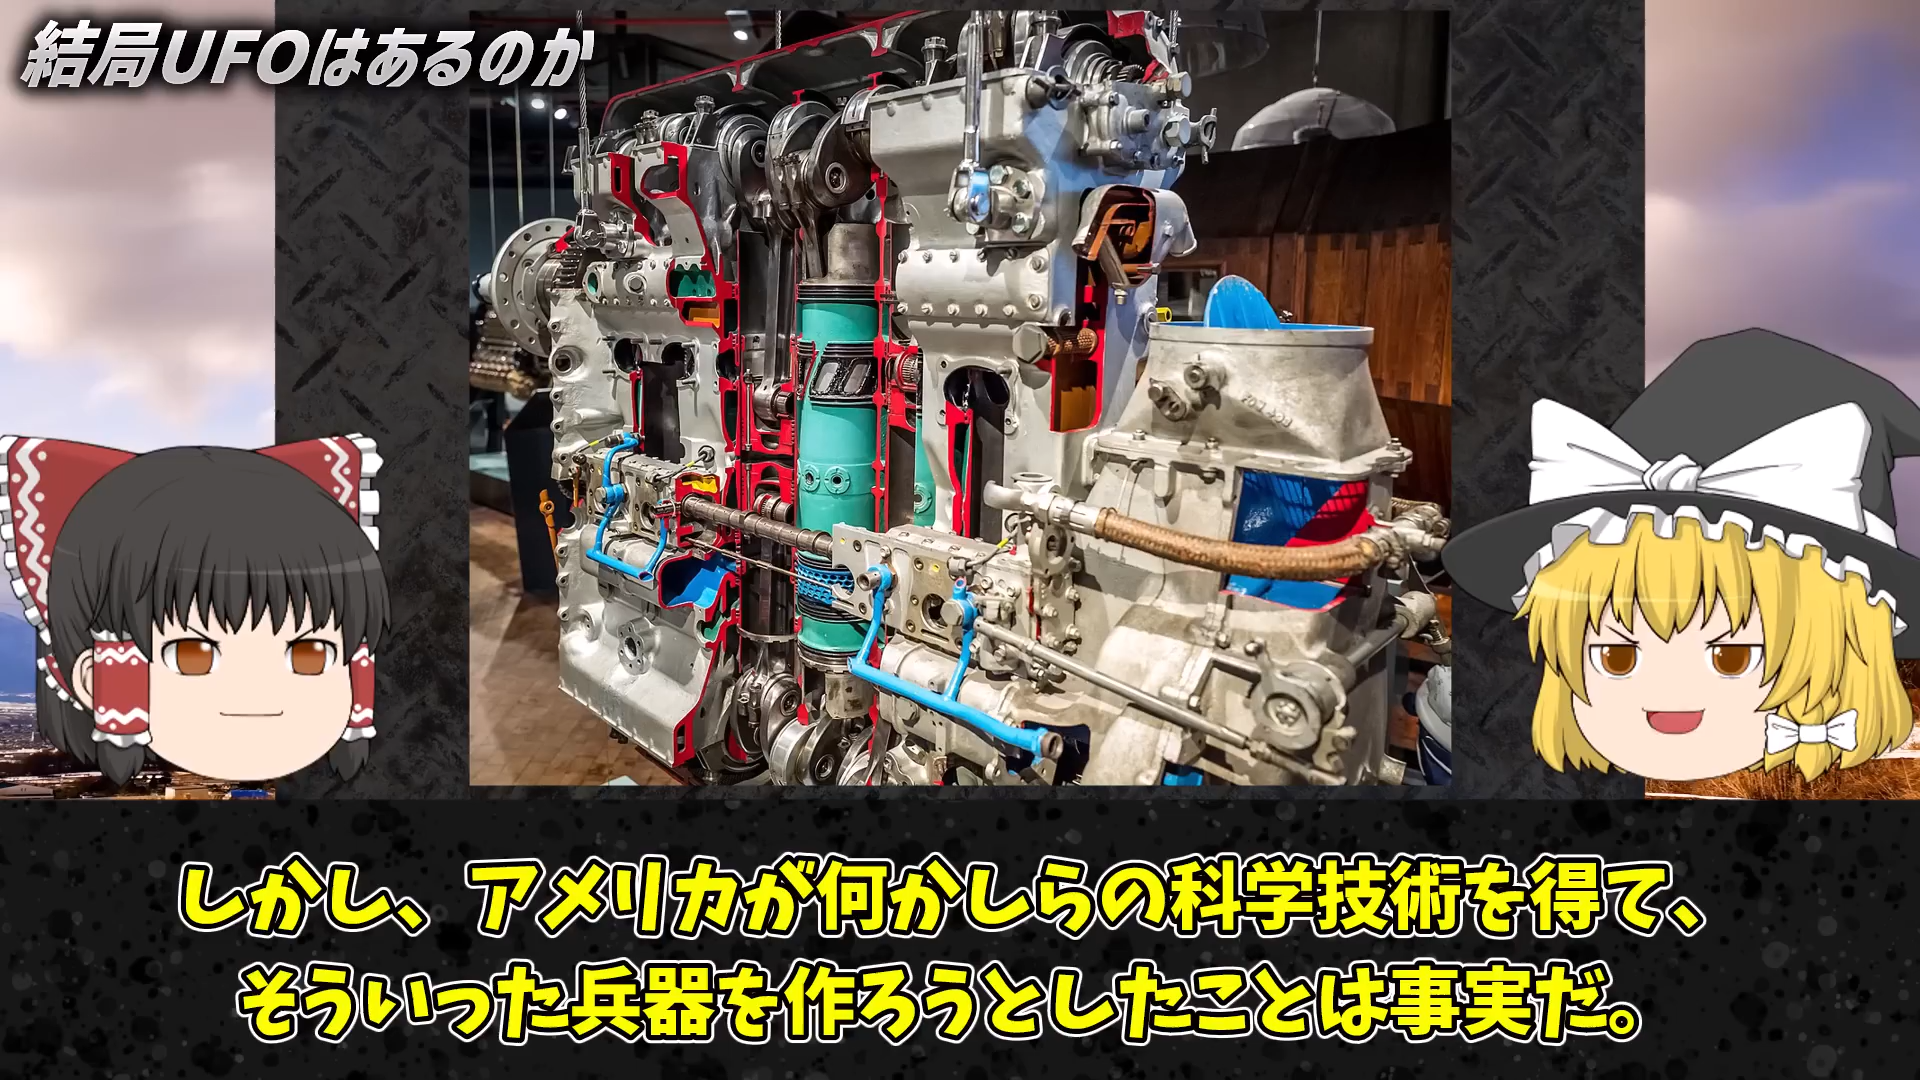 結局UFOはあるのか
しかし、アメリカが何かしらの科学技術を得て、
そういった兵器を作ろうとしたことは事実だ。